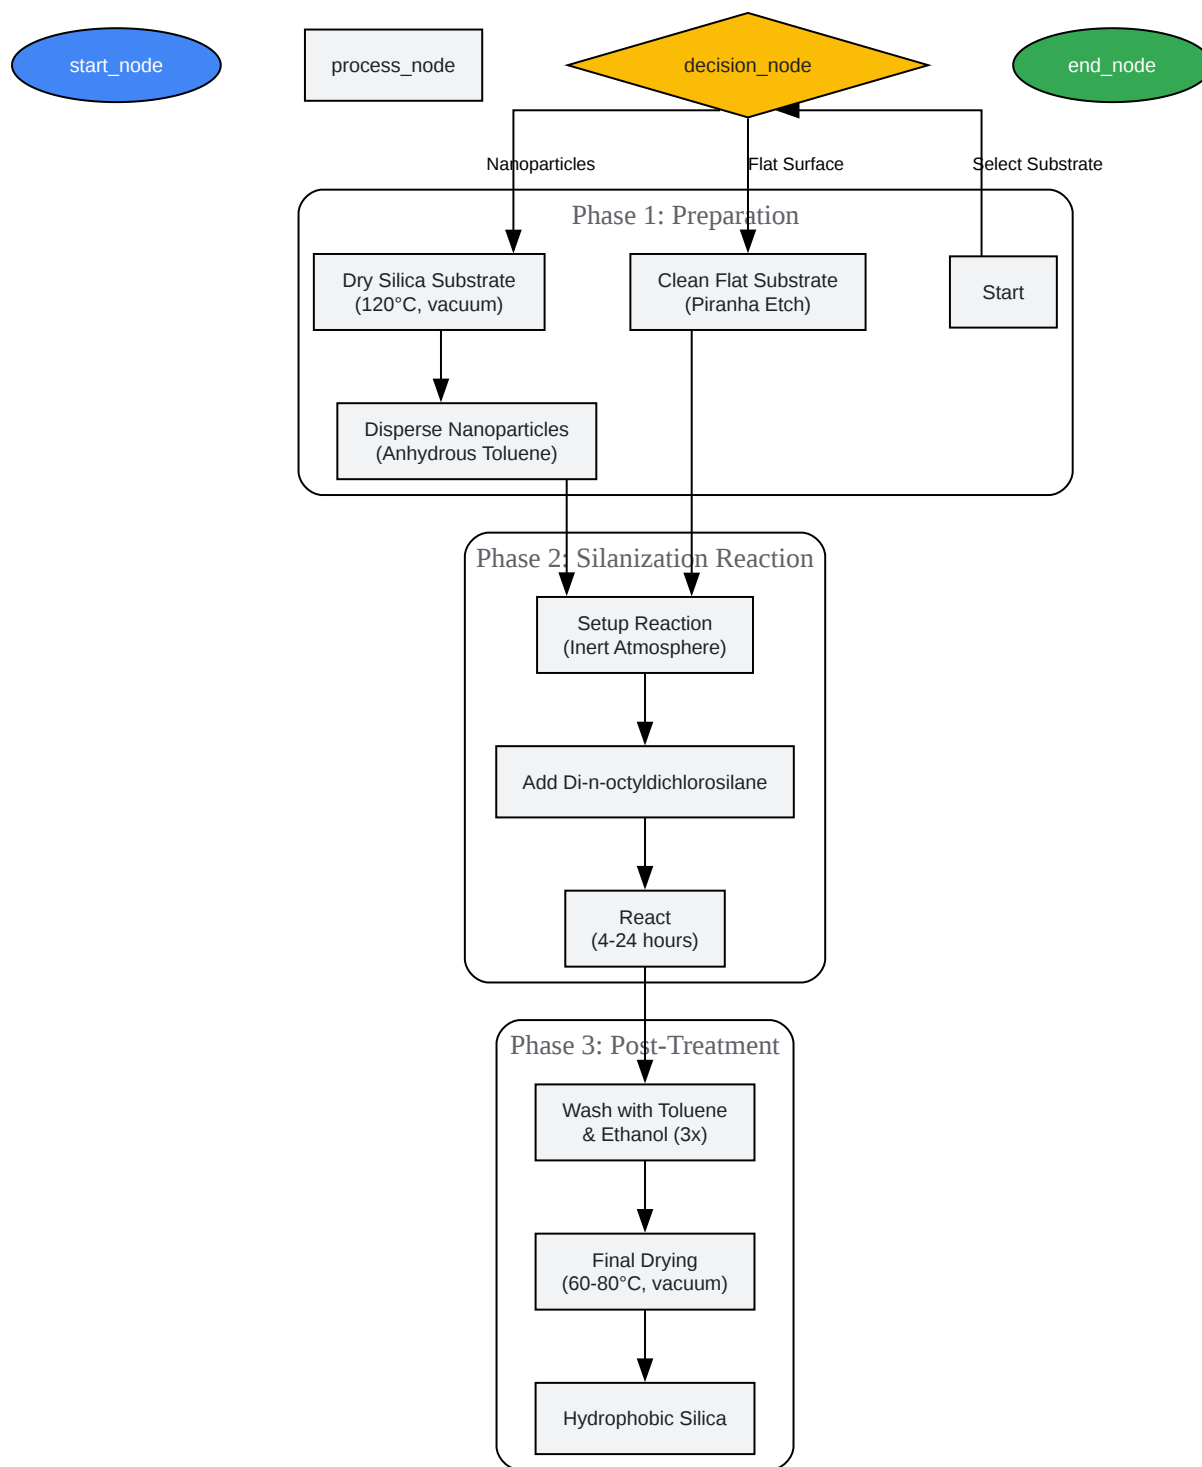 start_node
process_node
decision_node
end_node
Nanoparticles
Flat Surface
Select Substrate
Phase 1: Preparation
Dry Silica Substrate
(120°C, vacuum)
Clean Flat Substrate
(Piranha Etch)
Start
Disperse Nanoparticles
(Anhydrous Toluene)
Phase 2: Silanization Reaction
Setup Reaction
(Inert Atmosphere)
Add Di-n-octyldichlorosilane
React
(4-24 hours)
Phase 3: Post-Treatment
Wash with Toluene
& Ethanol (3x)
Final Drying
(60-80°C, vacuum)
Hydrophobic Silica